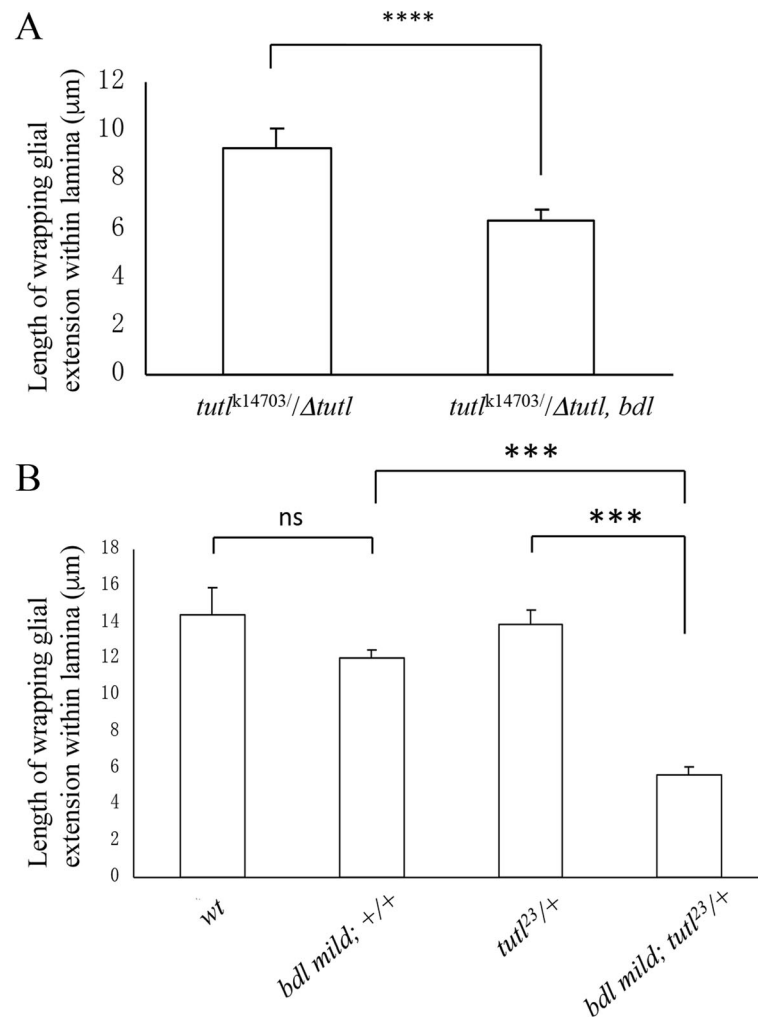 A
****
Length of wrapping glial
extension within lamina (μm)
12
10
8
6
4
2
0
tutl^k14703/ /Δtutl
tutl^k14703/ /Δtutl, bdl
B
***
ns
***
Length of wrapping glial
extension within lamina (μm)
18
16
14
12
10
8
6
4
2
0
wt
bdl mild; +/+
tutl^23/+
bdl mild; tutl^23/+